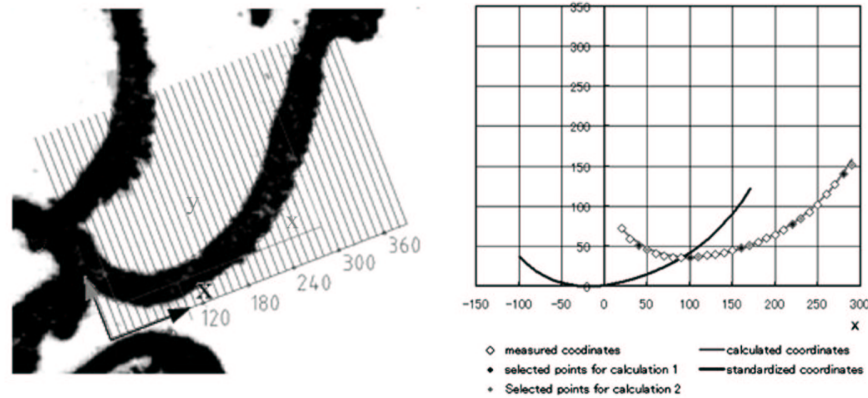 y
x
X
120
180
240
300
360
350
300
250
200
150
100
50
0
-150 -100 -50 0 50 100 150 200 250 300
X
measured coodinates
calculated coordinates
selected points for calculation 1
standardized coordinates
Selected points for calculation 2